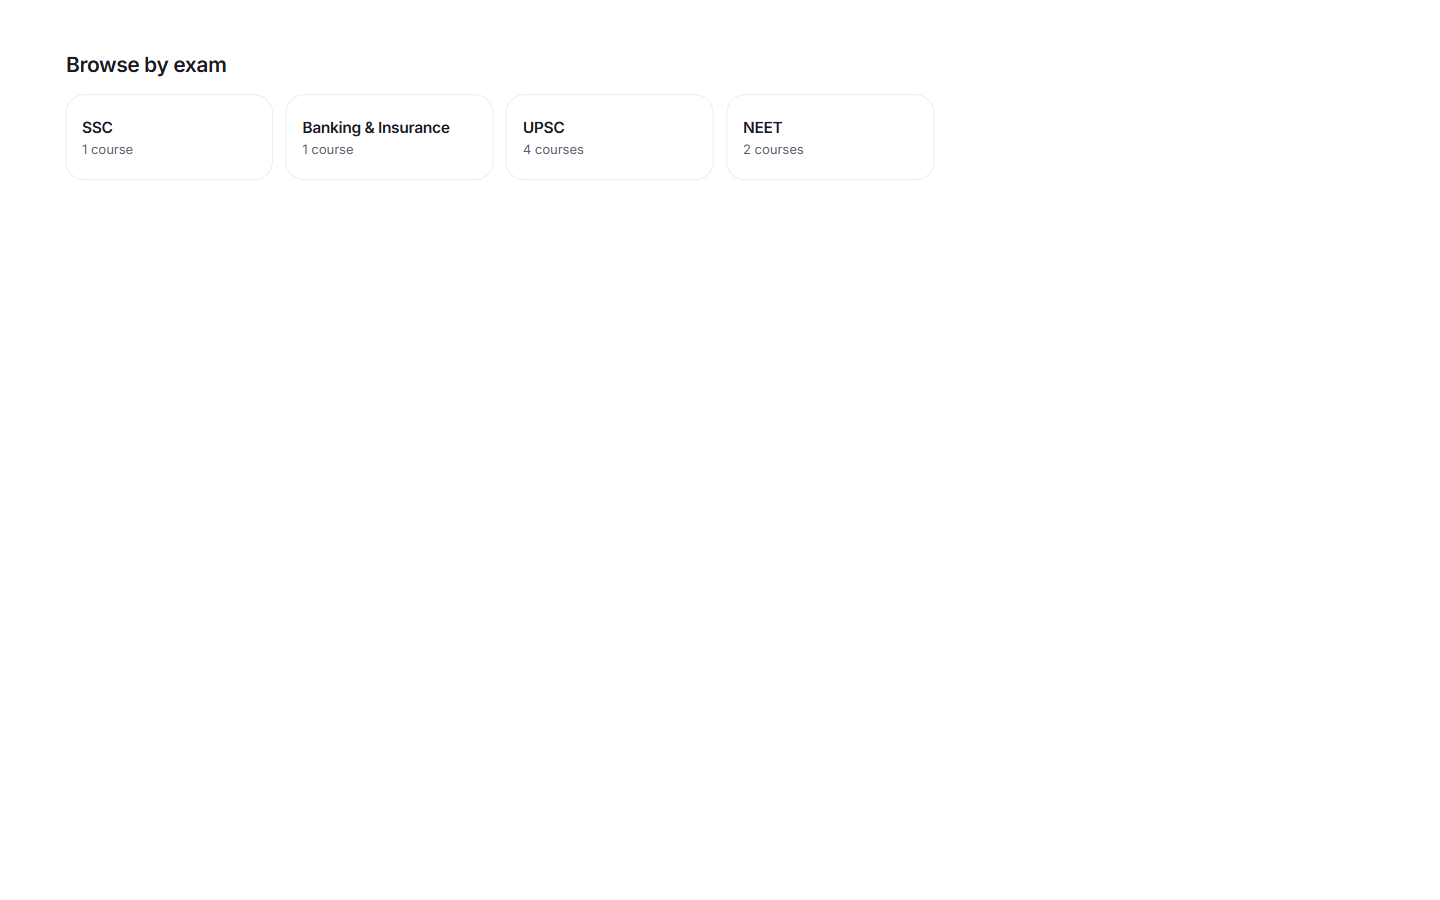 Browse by exam
SSC
1 course
Banking & Insurance
1 course
UPSC
4 courses
NEET
2 courses